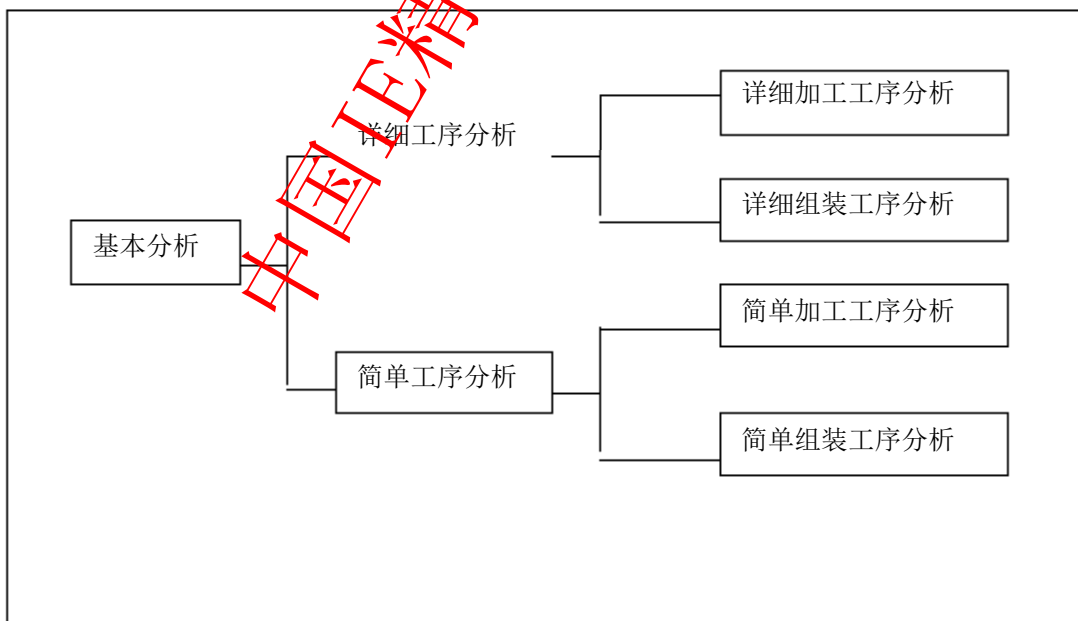 基本分析
详细工序分析
详细加工工序分析
详细组装工序分析
简单工序分析
简单加工工序分析
简单组装工序分析
中国IE精